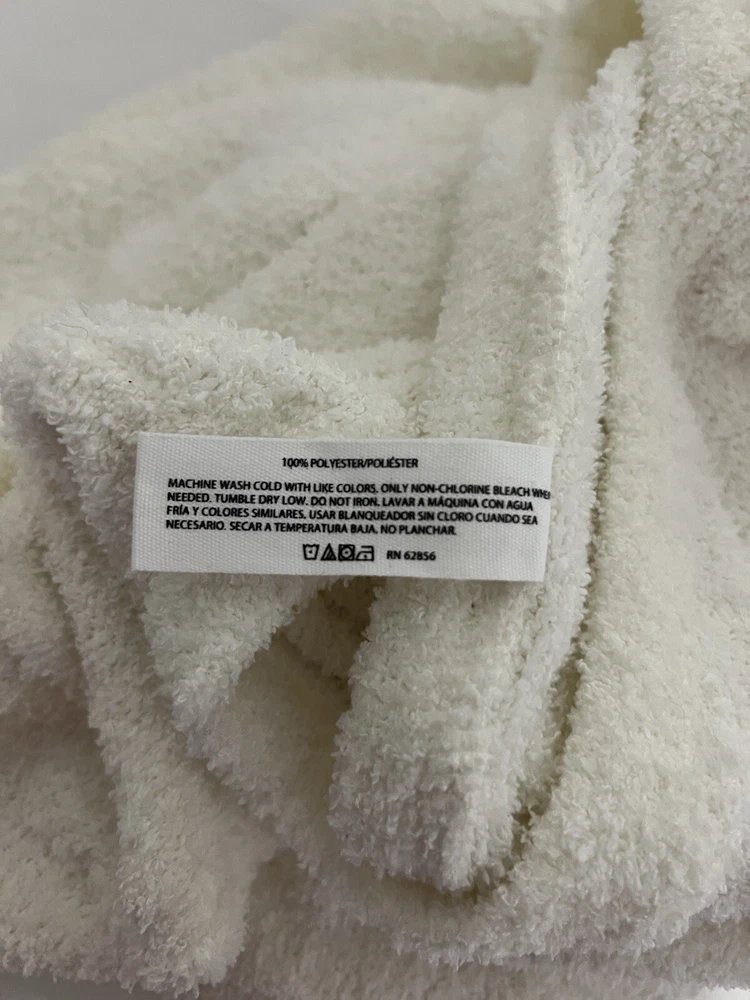 100% POLYESTER/POLIÉSTER
MACHINE WASH COLD WITH LIKE COLORS. ONLY NON-CHLORINE BLEACH WHEN
NEEDED. TUMBLE DRY LOW. DO NOT IRON. LAVAR A MÁQUINA CON AGUA
FRÍA Y COLORES SIMILARES. USAR BLANQUEADOR SIN CLORO CUANDO SEA
NECESARIO. SECAR A TEMPERATURA BAJA. NO PLANCHAR.
RN 62856